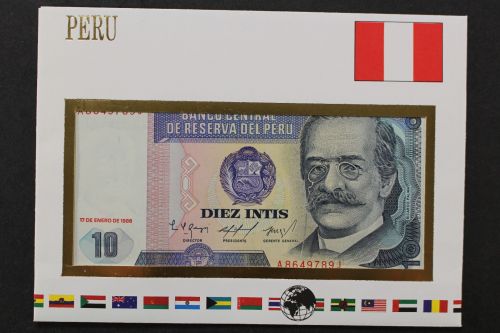 PERU
A8649789J
BANCO CENTRAL
DE RESERVA DEL PERU
17 DE ENERO DE 1986
DIEZ INTIS
DIRECTOR PRESIDENTE GERENTE GENERAL
10
A8649789J